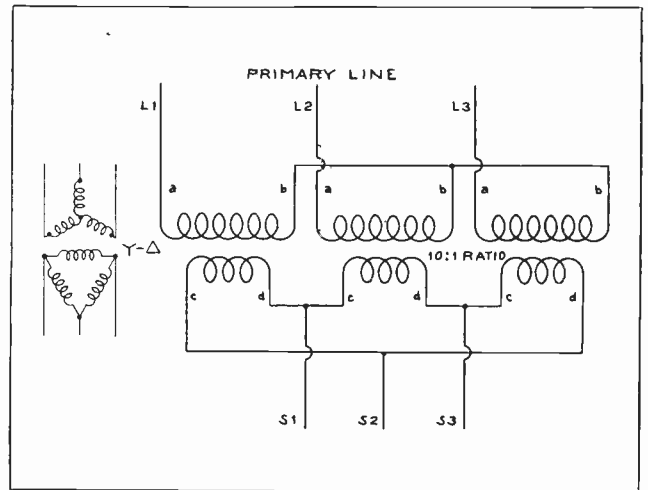 PRIMARY LINE
L1 L2 L3
a b a b a b
Y-Δ
10:1 RATIO
c d c d c d
S1 S2 S3